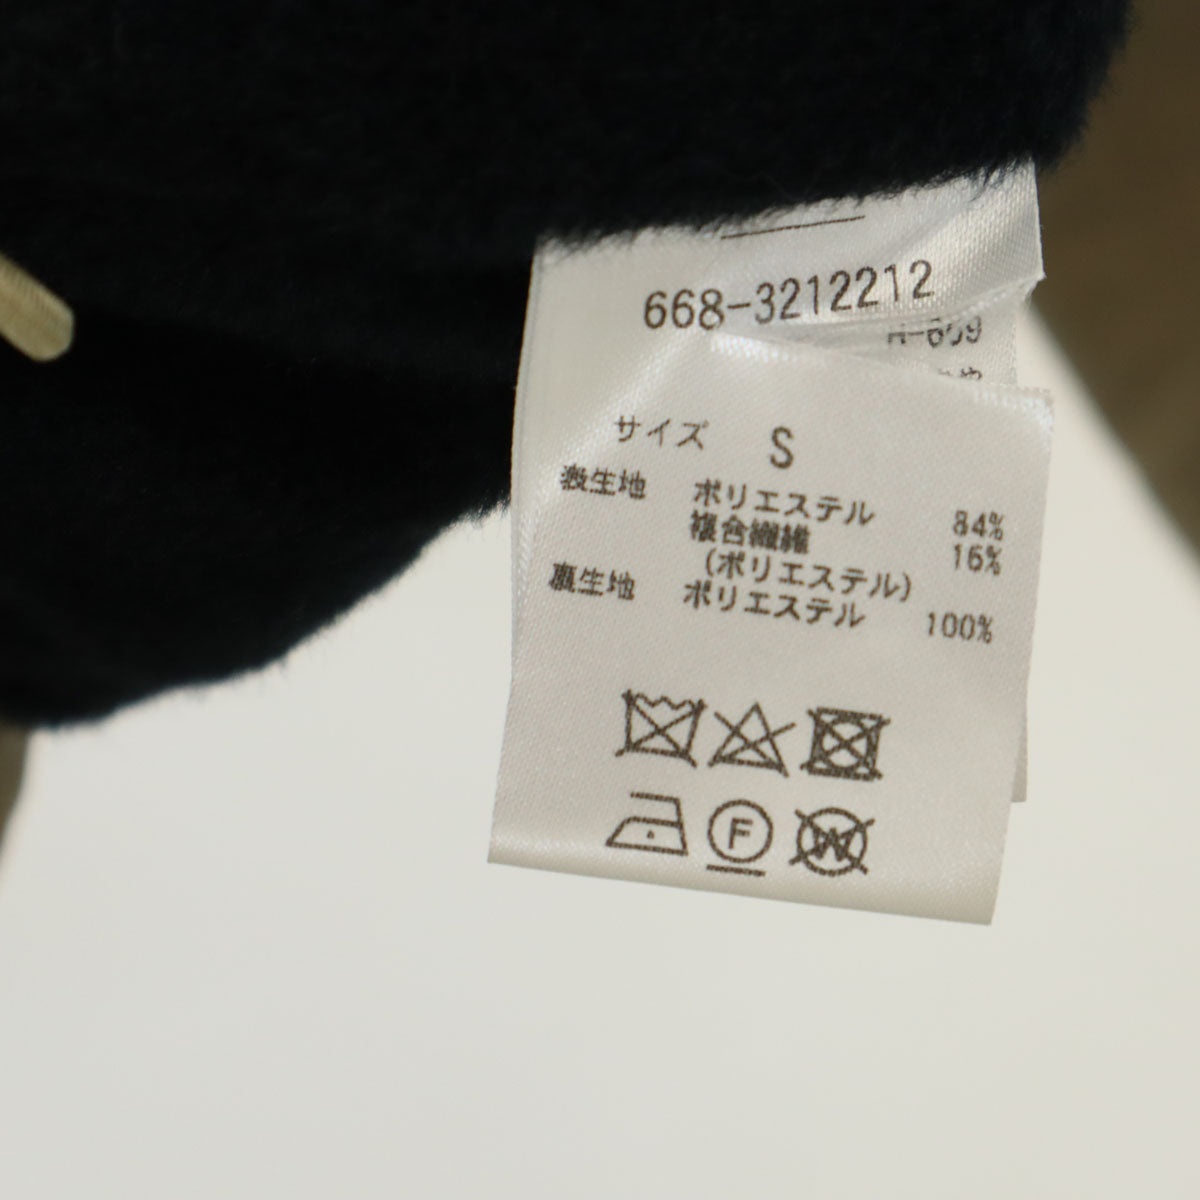 668-3212212
サイズ S
表生地 ポリエステル 84%
複合繊維 16%
(ポリエステル)
裏生地 ポリエステル 100%
F W